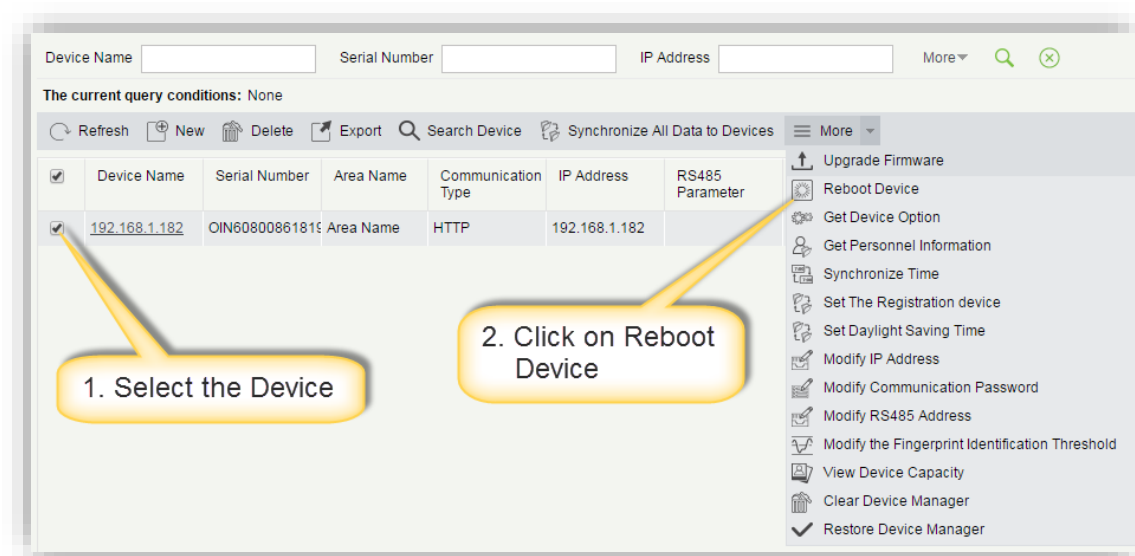 Device Name Serial Number IP Address More
The current query conditions: None
Refresh New Delete Export Search Device Synchronize All Data to Devices More
Device Name Serial Number Area Name Communication Type IP Address RS485 Parameter
192.168.1.182 OIN60800861819 Area Name HTTP 192.168.1.182
Upgrade Firmware
Reboot Device
Get Device Option
Get Personnel Information
Synchronize Time
Set The Registration device
Set Daylight Saving Time
Modify IP Address
Modify Communication Password
Modify RS485 Address
Modify the Fingerprint Identification Threshold
View Device Capacity
Clear Device Manager
Restore Device Manager
1. Select the Device
2. Click on Reboot
Device